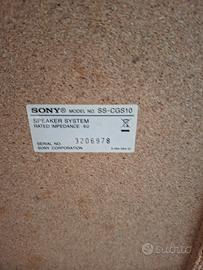 SONY® MODEL NO. SS-CGS10
SPEAKER SYSTEM
RATED IMPEDANCE 6Ω
SERIAL NO.
3206978
SONY CORPORATION
subito